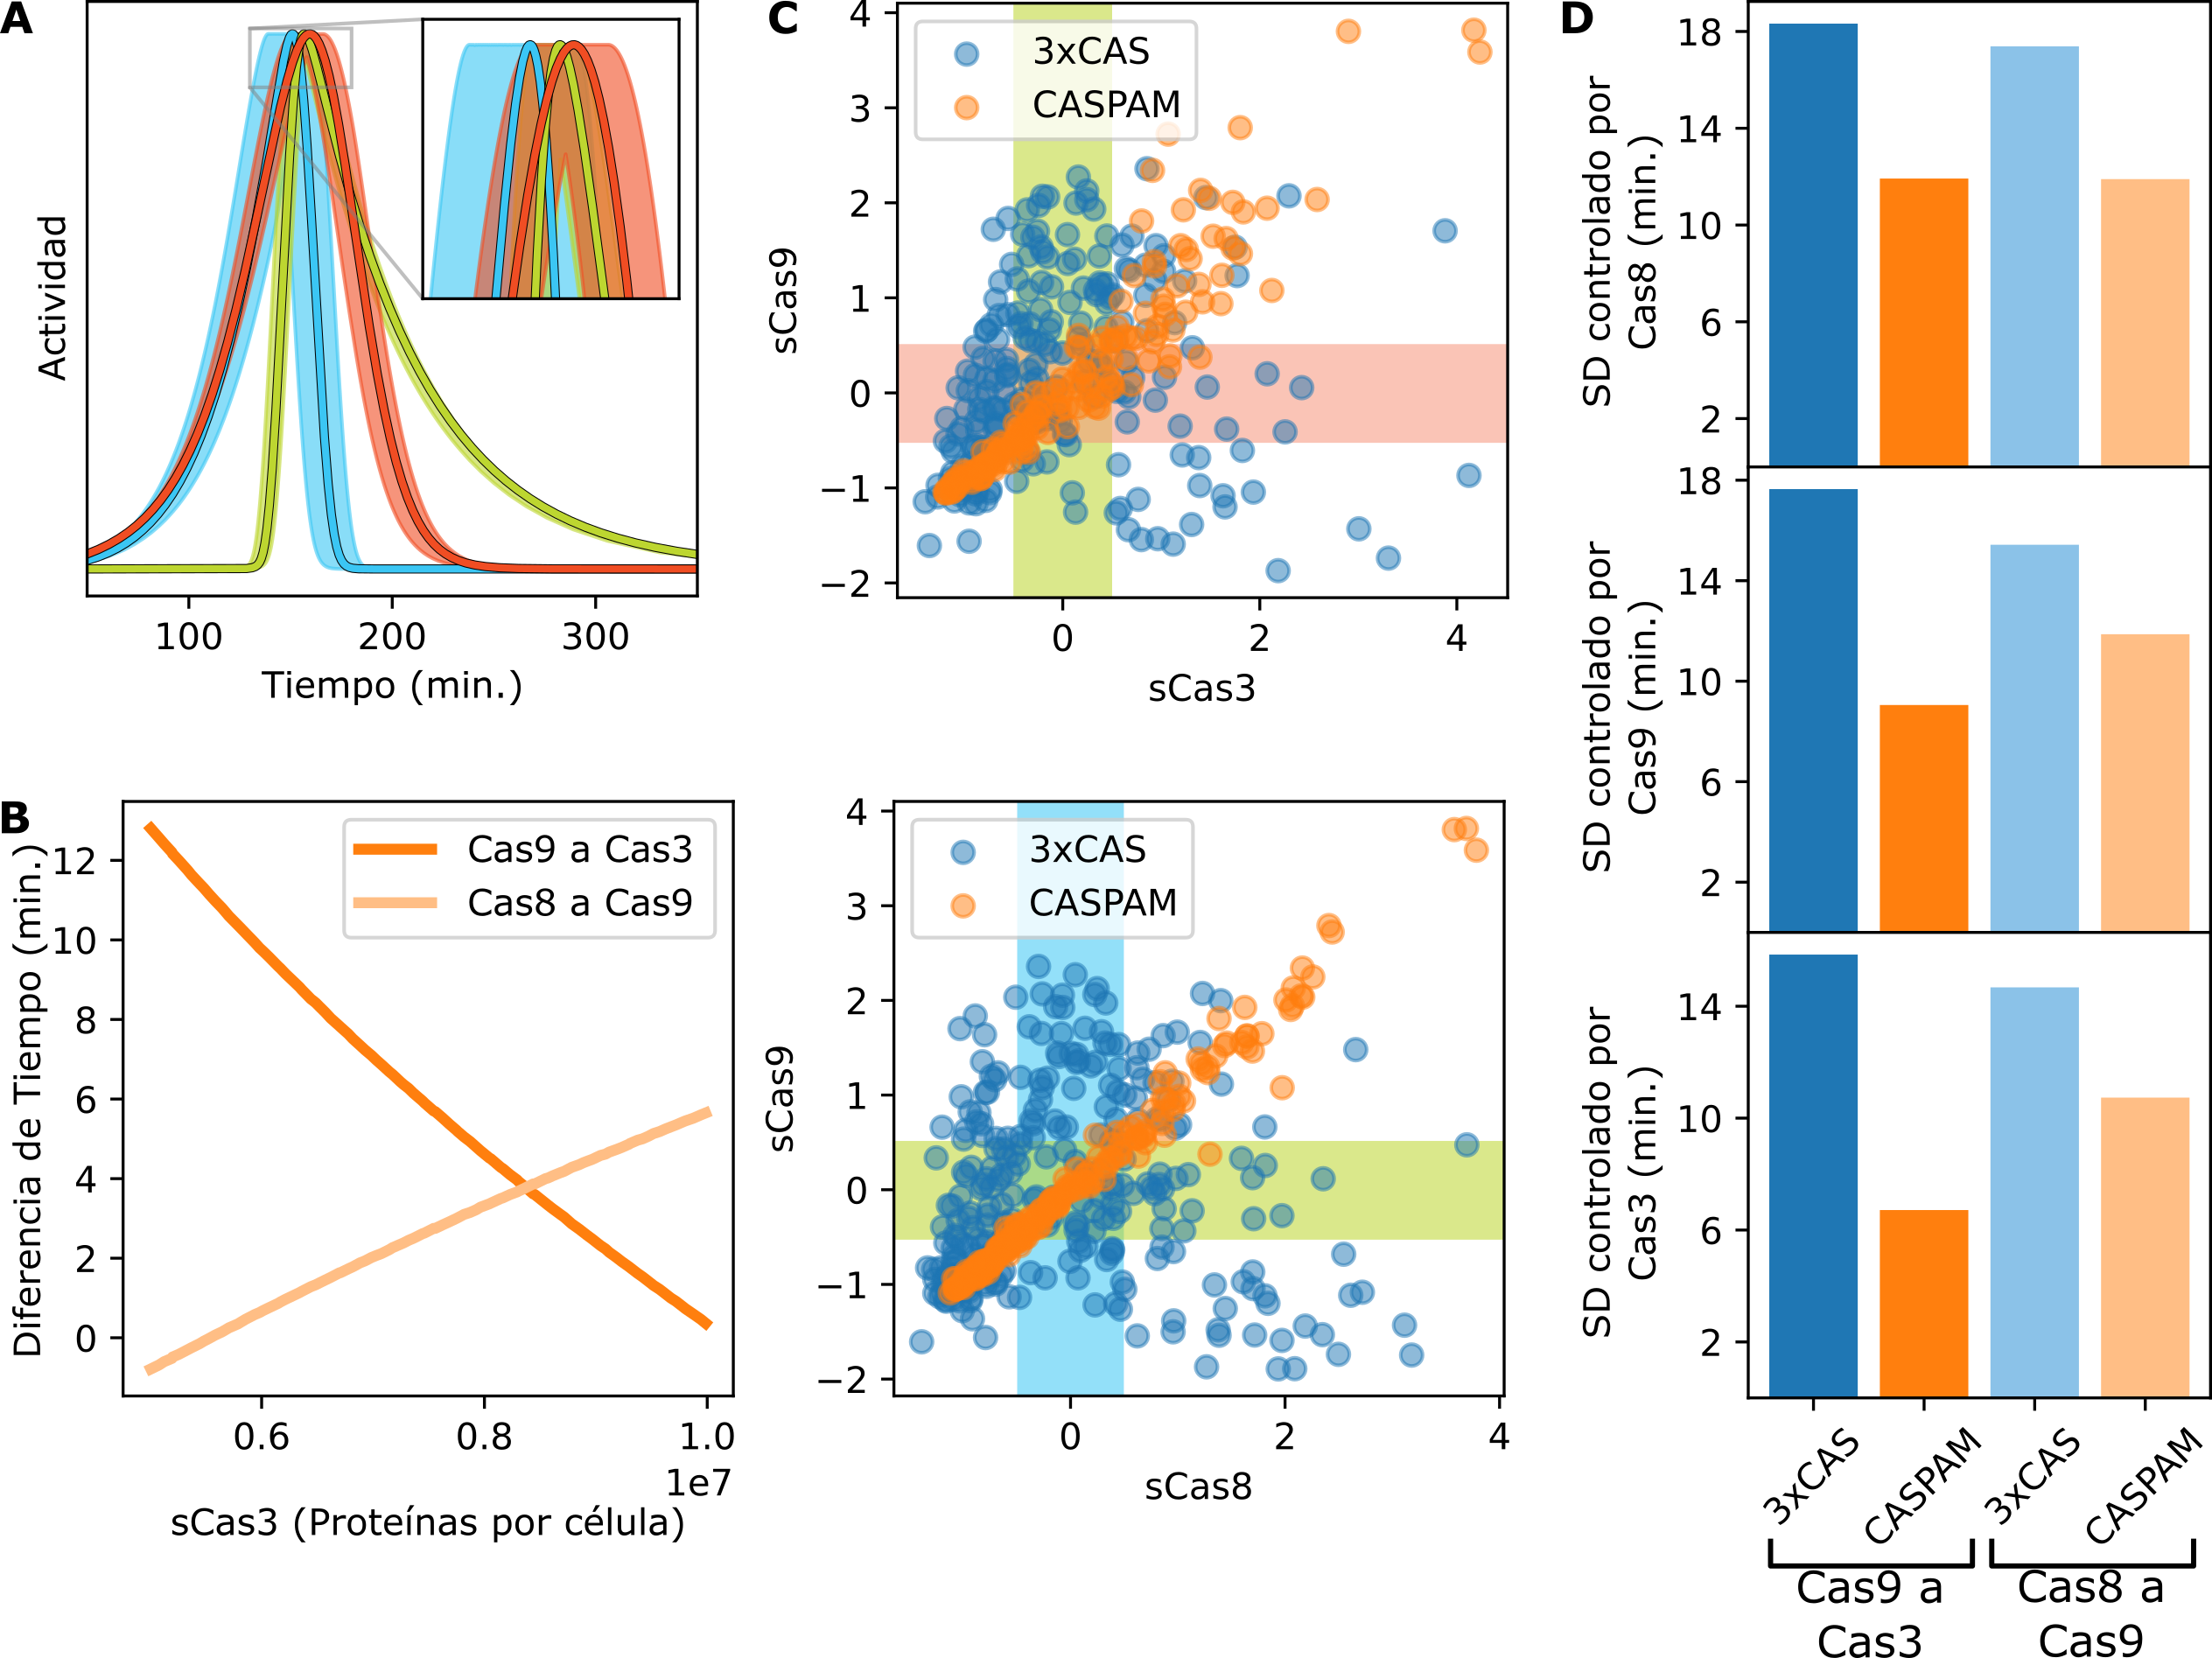 A
Actividad
100
200
300
Tiempo (min.)
B
Diferencia de Tiempo (min.)
12
10
8
6
4
2
0
Cas9 a Cas3
Cas8 a Cas9
0.6
0.8
1.0
1e7
sCas3 (Proteínas por célula)
C
sCas9
4
3
2
1
0
−1
−2
3xCAS
CASPAM
0
2
4
sCas3
sCas9
4
3
2
1
0
−1
−2
3xCAS
CASPAM
0
2
4
sCas8
D
SD controlado por
Cas8 (min.)
18
14
10
6
2
SD controlado por
Cas9 (min.)
18
14
10
6
2
SD controlado por
Cas3 (min.)
14
10
6
2
3xCAS
CASPAM
3xCAS
CASPAM
Cas9 a
Cas3
Cas8 a
Cas9